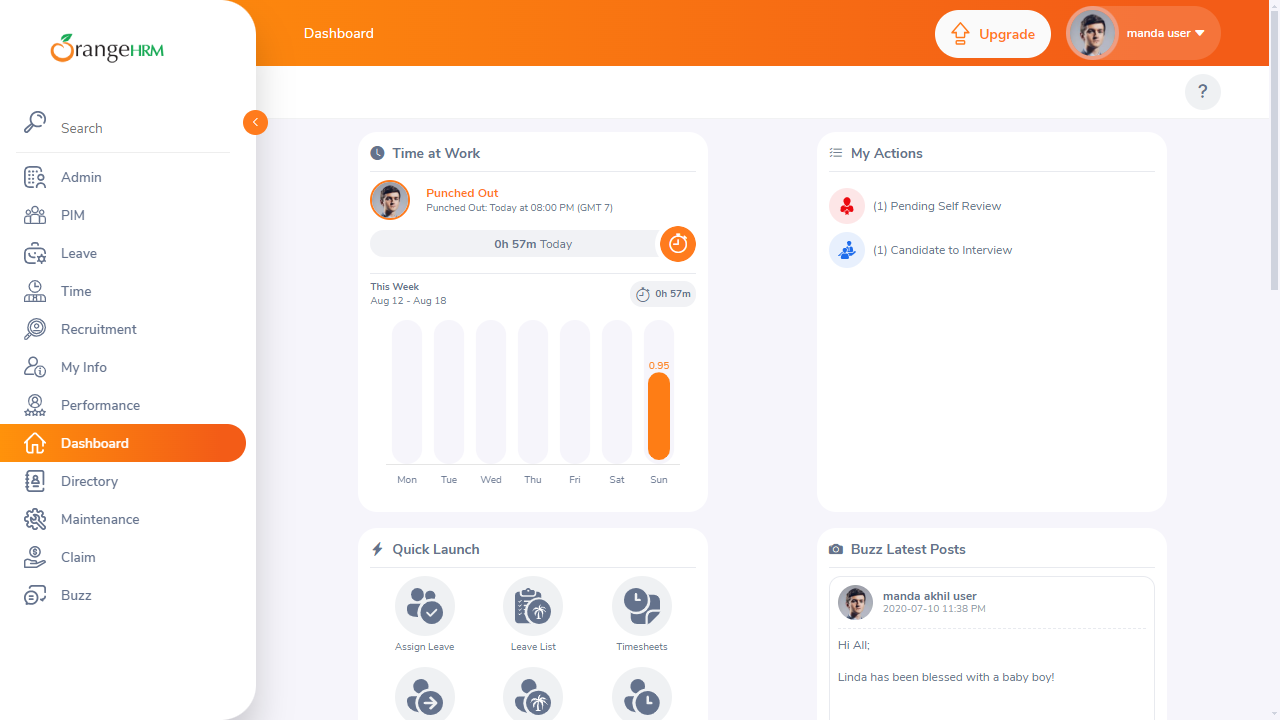 OrangeHRM
Search
Admin
PIM
Leave
Time
Recruitment
My Info
Performance
Dashboard
Directory
Maintenance
Claim
Buzz
Dashboard
Upgrade
manda user
?
Time at Work
Punched Out
Punched Out: Today at 08:00 PM (GMT 7)
0h 57m Today
This Week
Aug 12 - Aug 18
0h 57m
0.95
Mon Tue Wed Thu Fri Sat Sun
My Actions
(1) Pending Self Review
(1) Candidate to Interview
Quick Launch
Assign Leave Leave List Timesheets
Buzz Latest Posts
manda akhil user
2020-07-10 11:38 PM
Hi All;
Linda has been blessed with a baby boy!